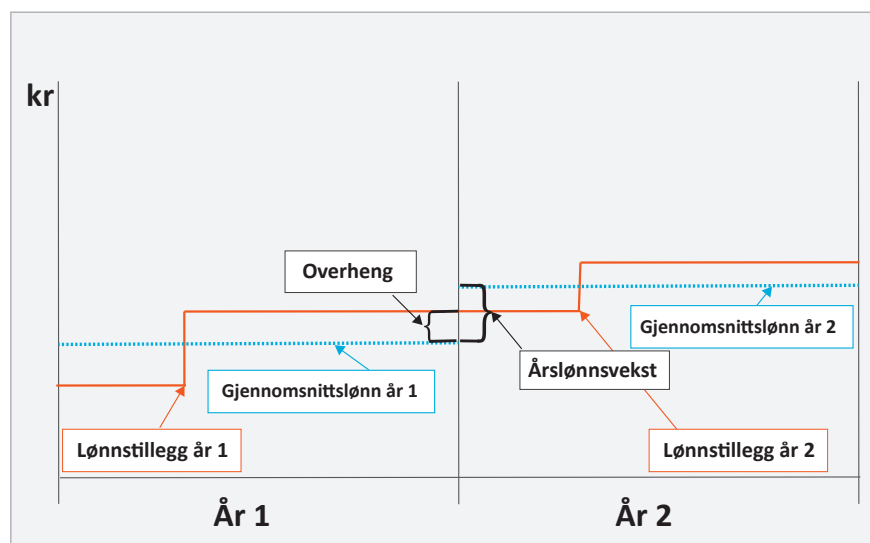 kr
Overheng
Gjennomsnittslønn år 2
Årslønnsvekst
Gjennomsnittslønn år 1
Lønnstillegg år 1
Lønnstillegg år 2
År 1
År 2